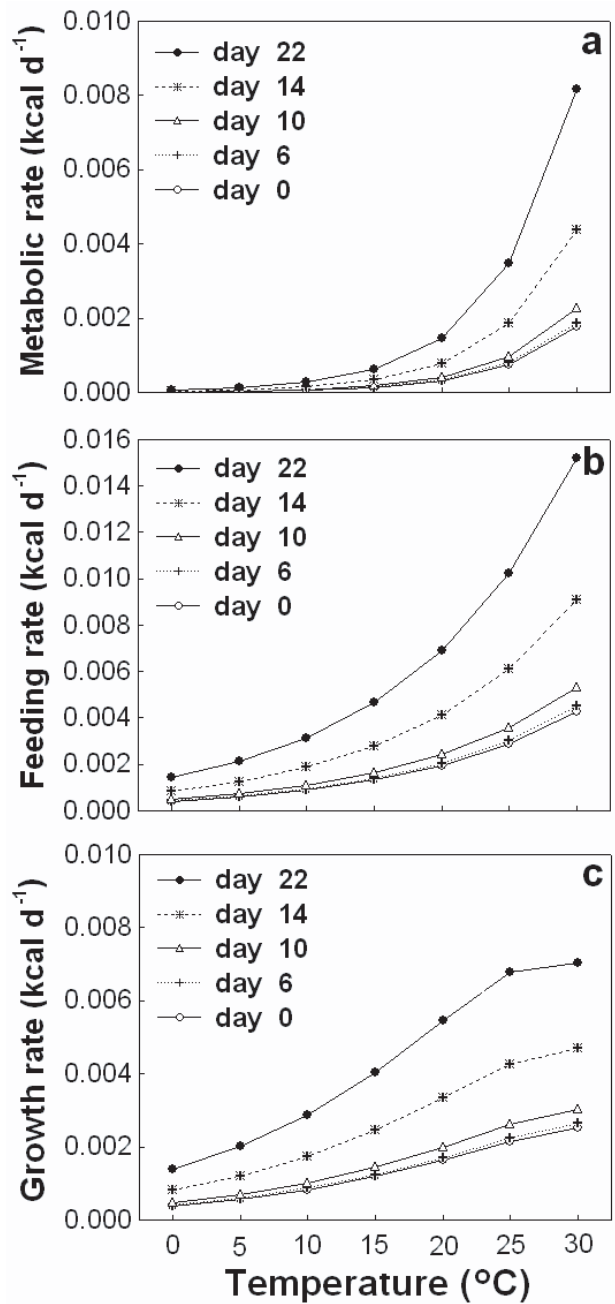 a
Metabolic rate (kcal d⁻¹)
0.010
0.008
0.006
0.004
0.002
0.000
day 22
day 14
day 10
day 6
day 0
b
Feeding rate (kcal d⁻¹)
0.016
0.014
0.012
0.010
0.008
0.006
0.004
0.002
0.000
day 22
day 14
day 10
day 6
day 0
c
Growth rate (kcal d⁻¹)
0.010
0.008
0.006
0.004
0.002
0.000
day 22
day 14
day 10
day 6
day 0
0 5 10 15 20 25 30
Temperature (°C)